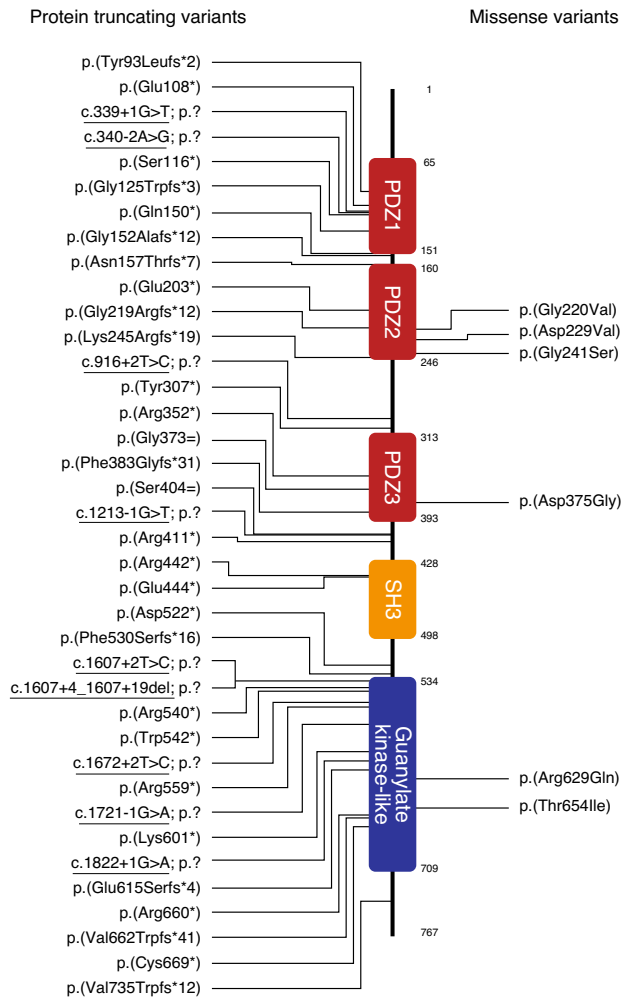 Protein truncating variants
Missense variants
p.(Tyr93Leufs*2)
p.(Glu108*)
c.339+1G>T; p.?
c.340-2A>G; p.?
p.(Ser116*)
p.(Gly125Trpfs*3)
p.(Gln150*)
p.(Gly152Alafs*12)
p.(Asn157Thrfs*7)
p.(Glu203*)
p.(Gly219Argfs*12)
p.(Lys245Argfs*19)
c.916+2T>C; p.?
p.(Tyr307*)
p.(Arg352*)
p.(Gly373=)
p.(Phe383Glyfs*31)
p.(Ser404=)
c.1213-1G>T; p.?
p.(Arg411*)
p.(Arg442*)
p.(Glu444*)
p.(Asp522*)
p.(Phe530Serfs*16)
c.1607+2T>C; p.?
c.1607+4_1607+19del; p.?
p.(Arg540*)
p.(Trp542*)
c.1672+2T>C; p.?
p.(Arg559*)
c.1721-1G>A; p.?
p.(Lys601*)
c.1822+1G>A; p.?
p.(Glu615Serfs*4)
p.(Arg660*)
p.(Val662Trpfs*41)
p.(Cys669*)
p.(Val735Trpfs*12)
1
65
PDZ1
151
160
PDZ2
246
313
PDZ3
393
428
SH3
498
534
Guanylate
kinase-like
709
767
p.(Gly220Val)
p.(Asp229Val)
p.(Gly241Ser)
p.(Asp375Gly)
p.(Arg629Gln)
p.(Thr654Ile)